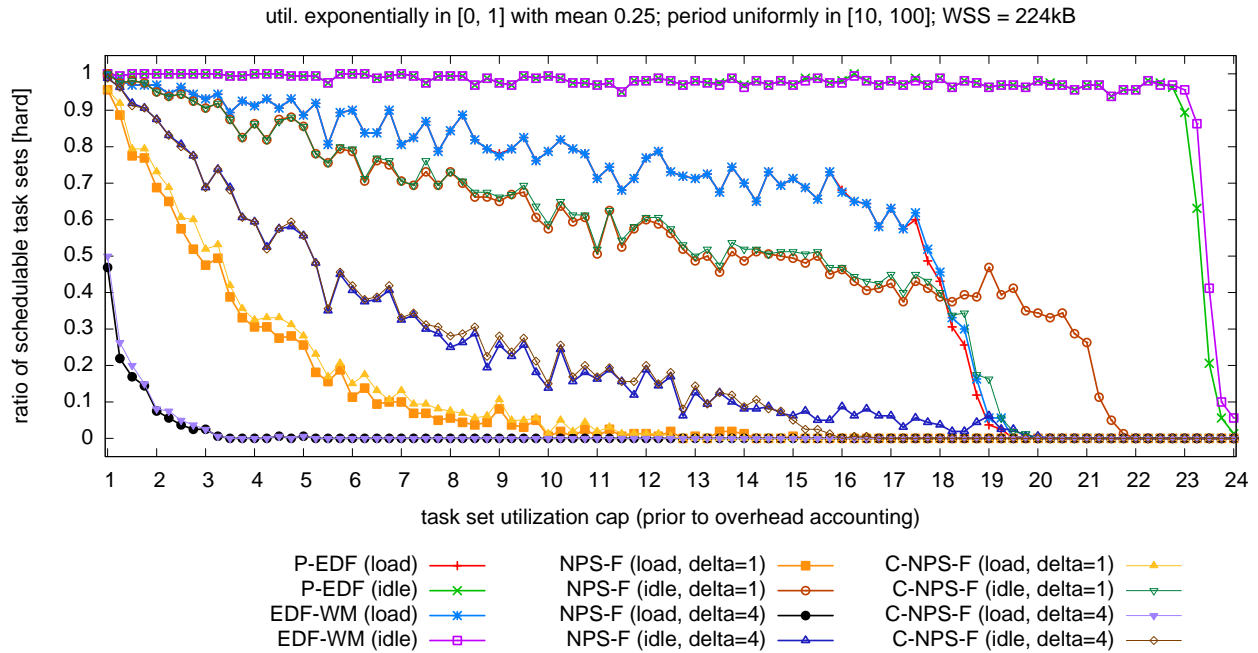 util. exponentially in [0, 1] with mean 0.25; period uniformly in [10, 100]; WSS = 224kB
ratio of schedulable task sets [hard]
1
0.9
0.8
0.7
0.6
0.5
0.4
0.3
0.2
0.1
0
1 2 3 4 5 6 7 8 9 10 11 12 13 14 15 16 17 18 19 20 21 22 23 24
task set utilization cap (prior to overhead accounting)
P-EDF (load)
P-EDF (idle)
EDF-WM (load)
EDF-WM (idle)
NPS-F (load, delta=1)
NPS-F (idle, delta=1)
NPS-F (load, delta=4)
NPS-F (idle, delta=4)
C-NPS-F (load, delta=1)
C-NPS-F (idle, delta=1)
C-NPS-F (load, delta=4)
C-NPS-F (idle, delta=4)